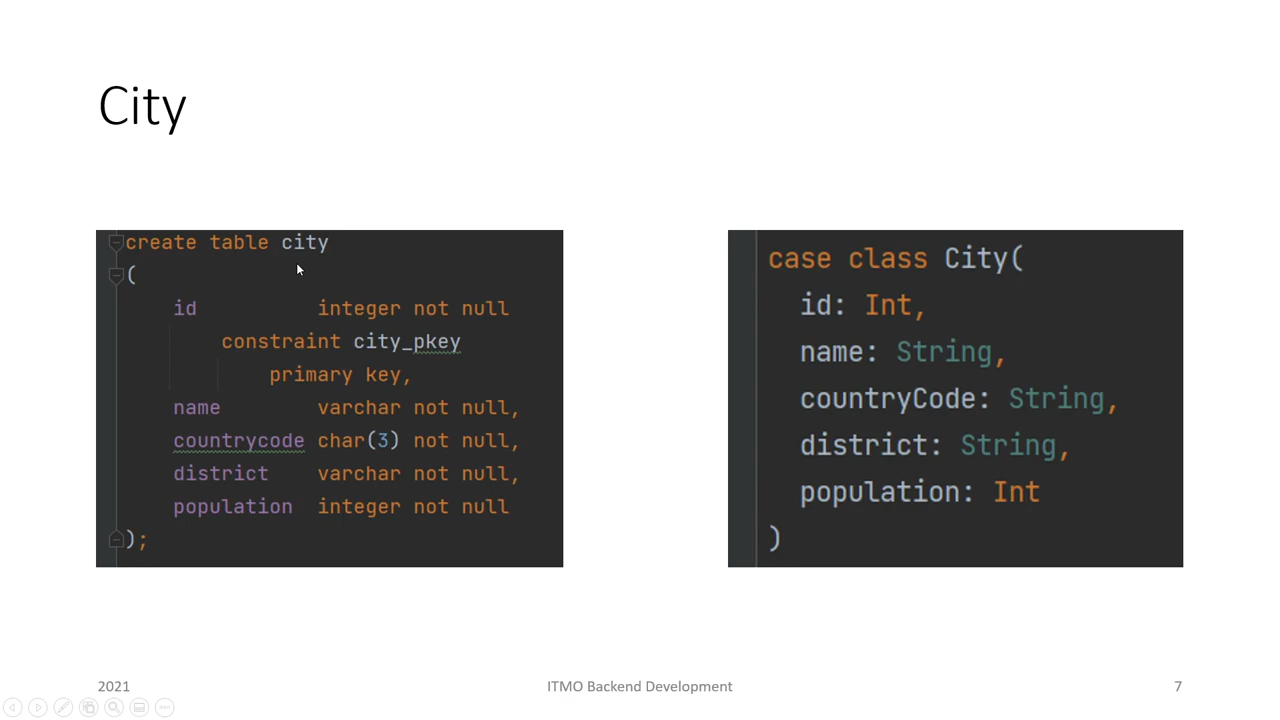 City
create table city
(
id integer not null
constraint city_pkey
primary key,
name varchar not null,
countrycode char(3) not null,
district varchar not null,
population integer not null
);
case class City(
id: Int,
name: String,
countryCode: String,
district: String,
population: Int
)
2021
ITMO Backend Development
7